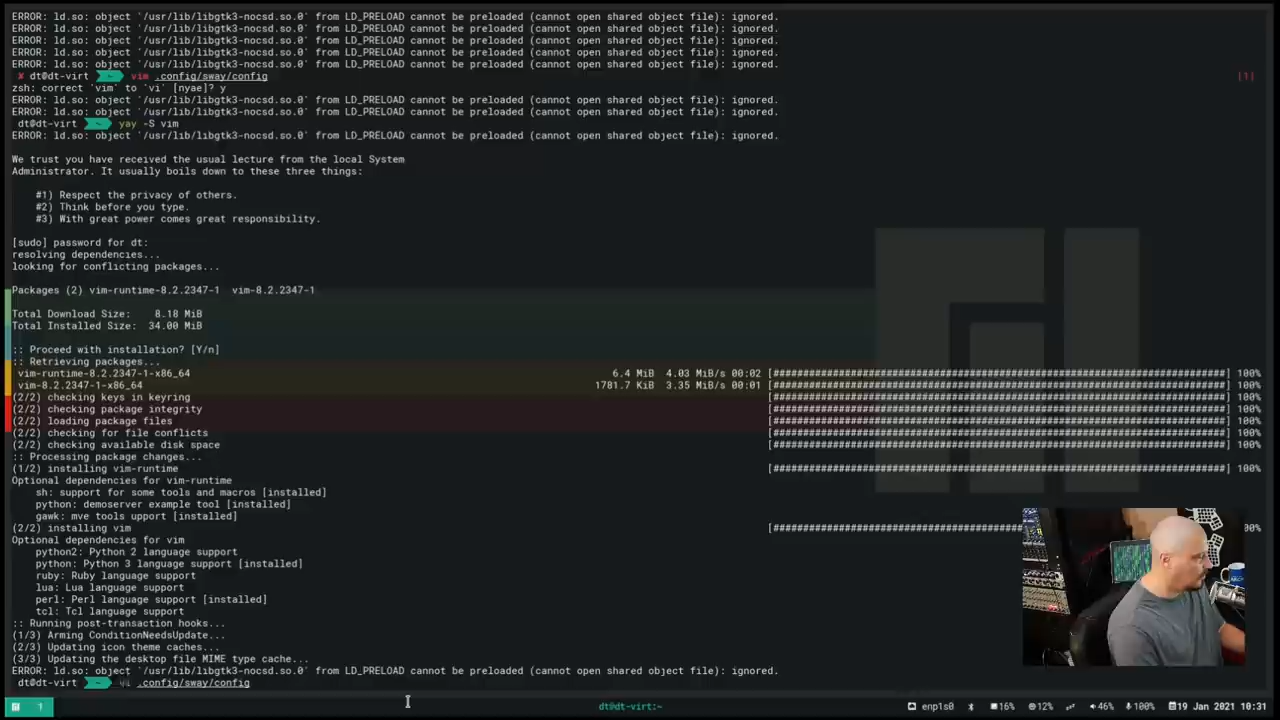 ERROR: ld.so: object '/usr/lib/libgtk3-nocsd.so.0' from LD_PRELOAD cannot be preloaded (cannot open shared object file): ignored.
ERROR: ld.so: object '/usr/lib/libgtk3-nocsd.so.0' from LD_PRELOAD cannot be preloaded (cannot open shared object file): ignored.
ERROR: ld.so: object '/usr/lib/libgtk3-nocsd.so.0' from LD_PRELOAD cannot be preloaded (cannot open shared object file): ignored.
ERROR: ld.so: object '/usr/lib/libgtk3-nocsd.so.0' from LD_PRELOAD cannot be preloaded (cannot open shared object file): ignored.
ERROR: ld.so: object '/usr/lib/libgtk3-nocsd.so.0' from LD_PRELOAD cannot be preloaded (cannot open shared object file): ignored.
✘ dt@dt-virt ~ vim .config/sway/config [1]
zsh: correct 'vim' to 'vi' [nyae]? y
ERROR: ld.so: object '/usr/lib/libgtk3-nocsd.so.0' from LD_PRELOAD cannot be preloaded (cannot open shared object file): ignored.
ERROR: ld.so: object '/usr/lib/libgtk3-nocsd.so.0' from LD_PRELOAD cannot be preloaded (cannot open shared object file): ignored.
dt@dt-virt ~ yay -S vim
ERROR: ld.so: object '/usr/lib/libgtk3-nocsd.so.0' from LD_PRELOAD cannot be preloaded (cannot open shared object file): ignored.
We trust you have received the usual lecture from the local System
Administrator. It usually boils down to these three things:
#1) Respect the privacy of others.
#2) Think before you type.
#3) With great power comes great responsibility.
[sudo] password for dt:
resolving dependencies...
looking for conflicting packages...
Packages (2) vim-runtime-8.2.2347-1 vim-8.2.2347-1
Total Download Size: 8.18 MiB
Total Installed Size: 34.00 MiB
:: Proceed with installation? [Y/n]
:: Retrieving packages...
vim-runtime-8.2.2347-1-x86_64 6.4 MiB 4.03 MiB/s 00:02 [##########################################################################] 100%
vim-8.2.2347-1-x86_64 1781.7 KiB 3.35 MiB/s 00:01 [##########################################################################] 100%
(2/2) checking keys in keyring [##########################################################################] 100%
(2/2) checking package integrity [##########################################################################] 100%
(2/2) loading package files [##########################################################################] 100%
(2/2) checking for file conflicts [##########################################################################] 100%
(2/2) checking available disk space [##########################################################################] 100%
:: Processing package changes...
(1/2) installing vim-runtime [##########################################################################] 100%
Optional dependencies for vim-runtime
sh: support for some tools and macros [installed]
python: demoserver example tool [installed]
gawk: mve tools upport [installed]
(2/2) installing vim [########################################## 00%
Optional dependencies for vim
python2: Python 2 language support
python: Python 3 language support [installed]
ruby: Ruby language support
lua: Lua language support
perl: Perl language support [installed]
tcl: Tcl language support
:: Running post-transaction hooks...
(1/3) Arming ConditionNeedsUpdate...
(2/3) Updating icon theme caches...
(3/3) Updating the desktop file MIME type cache...
ERROR: ld.so: object '/usr/lib/libgtk3-nocsd.so.0' from LD_PRELOAD cannot be preloaded (cannot open shared object file): ignored.
dt@dt-virt ~ vi .config/sway/config
1 dt@dt-virt:~ enp1s0 16% 12% 46% 100% 19 Jan 2021 10:31